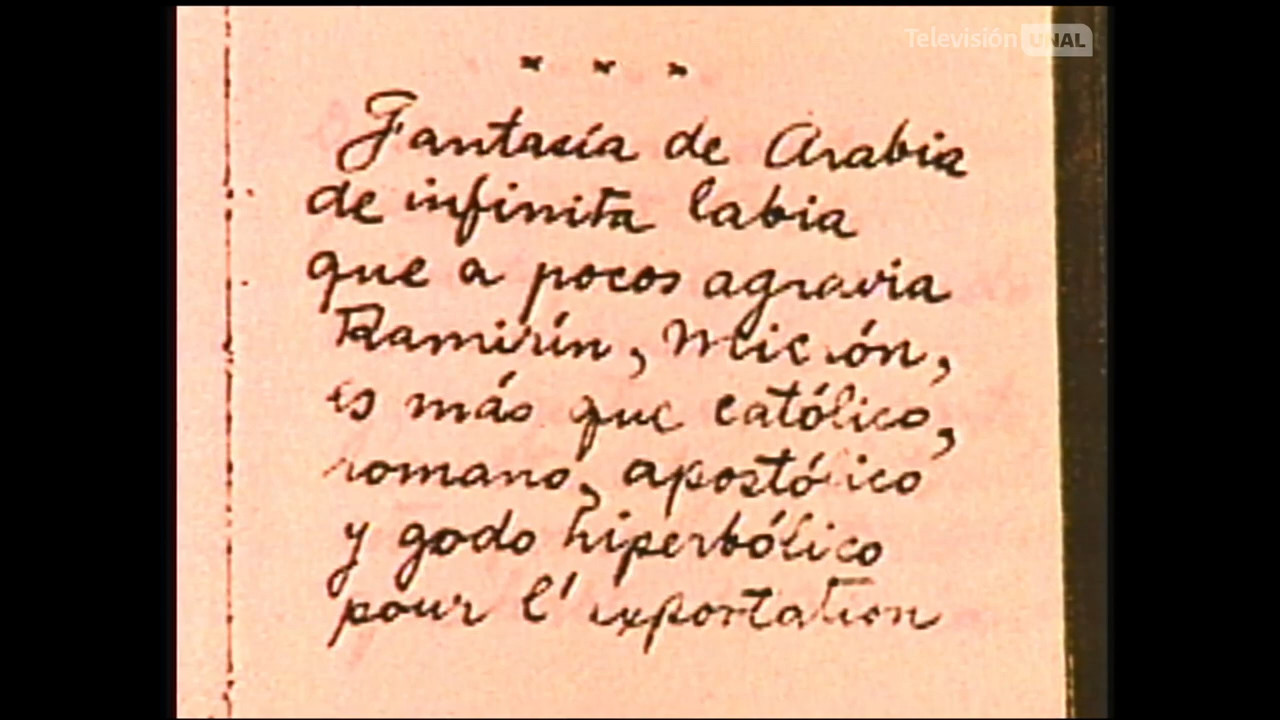 Televisión UNAL
* * *
Fantasía de Arabia
de infinita labia
que a pocos agravia
Ramirín,
es más que católico,
romano, apostólico
y godo hiperbólico
pour l'exportation